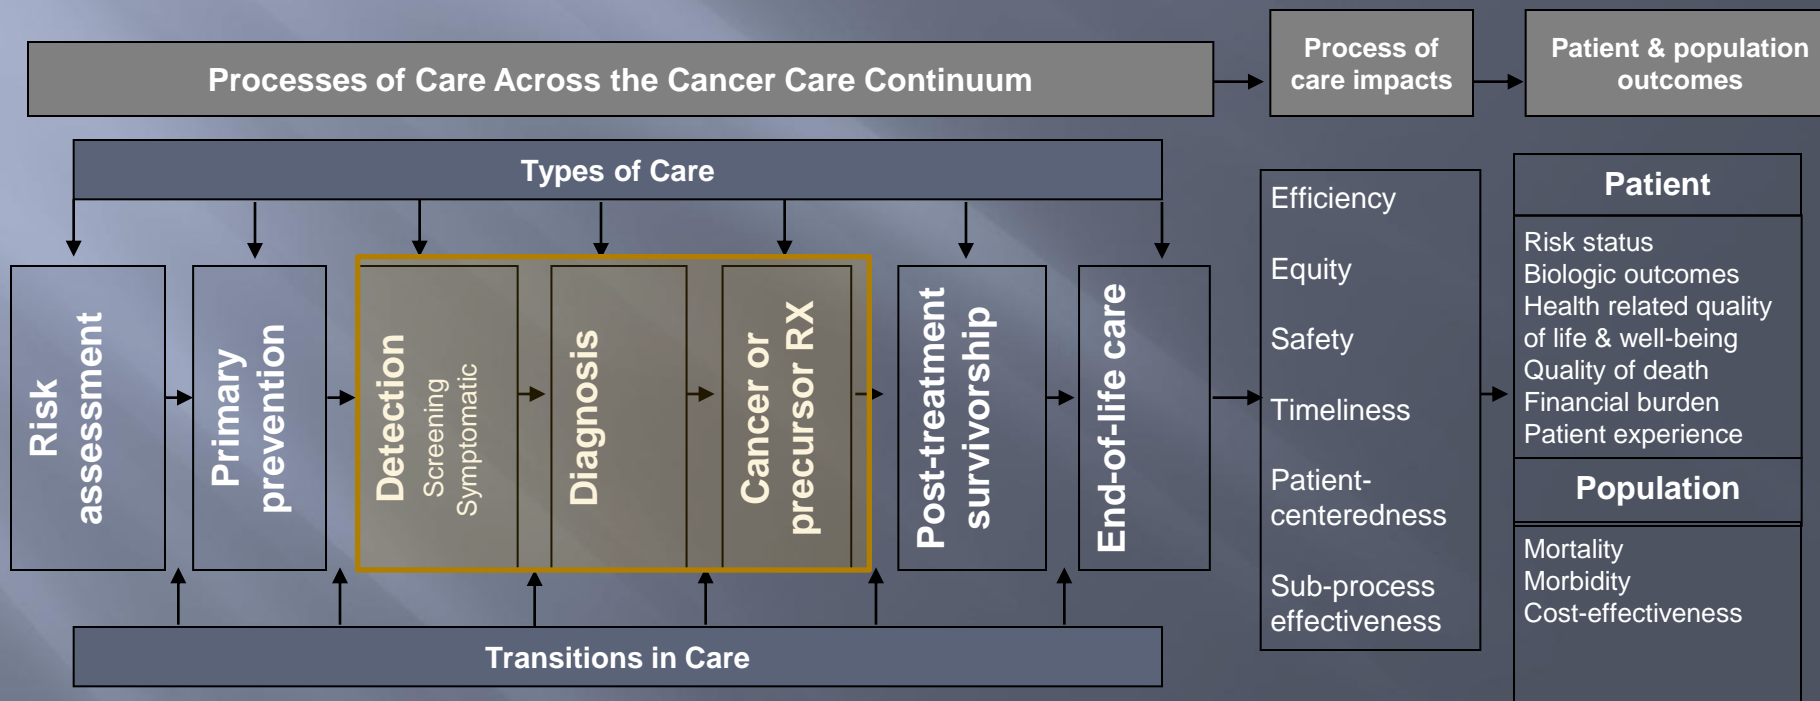 Processes of Care Across the Cancer Care Continuum
Process of
care impacts
Patient & population
outcomes
Types of Care
Risk
assessment
Primary
prevention
Detection
Screening
Symptomatic
Diagnosis
Cancer or
precursor RX
Post-treatment
survivorship
End-of-life care
Transitions in Care
Efficiency
Equity
Safety
Timeliness
Patient-
centeredness
Sub-process
effectiveness
Patient
Risk status
Biologic outcomes
Health related quality
of life & well-being
Quality of death
Financial burden
Patient experience
Population
Mortality
Morbidity
Cost-effectiveness